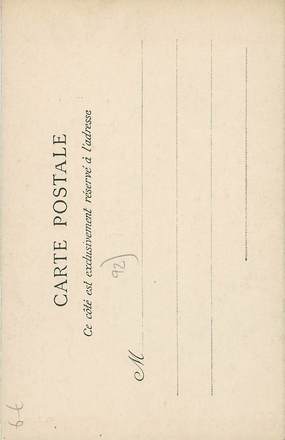 CARTE POSTALE
Ce côté est exclusivement réservé à l'adresse
92)
M
6 €